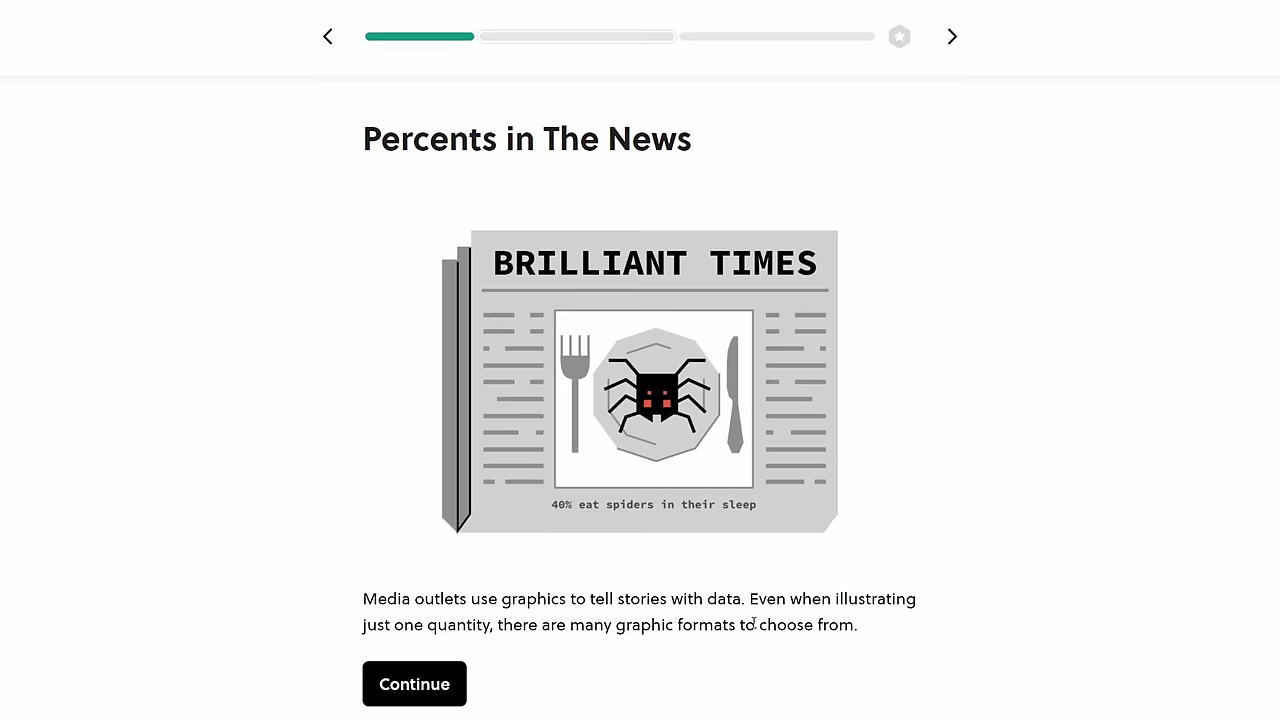 Percents in The News
BRILLIANT TIMES
40% eat spiders in their sleep
Media outlets use graphics to tell stories with data. Even when illustrating
just one quantity, there are many graphic formats to choose from.
Continue